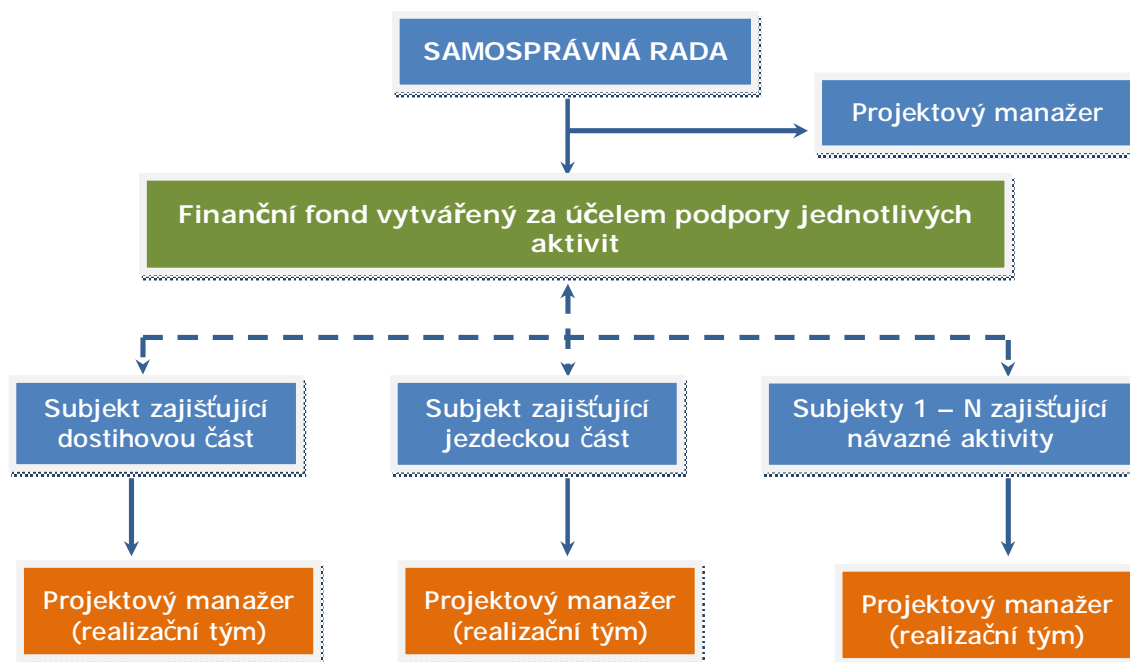 SAMOSPRÁVNÁ RADA
Projektový manažer
Finanční fond vytvářený za účelem podpory jednotlivých
aktivit
Subjekt zajišťující
dostihovou část
Subjekt zajišťující
jezdeckou část
Subjekty 1 – N zajišťující
návazné aktivity
Projektový manažer
(realizační tým)
Projektový manažer
(realizační tým)
Projektový manažer
(realizační tým)